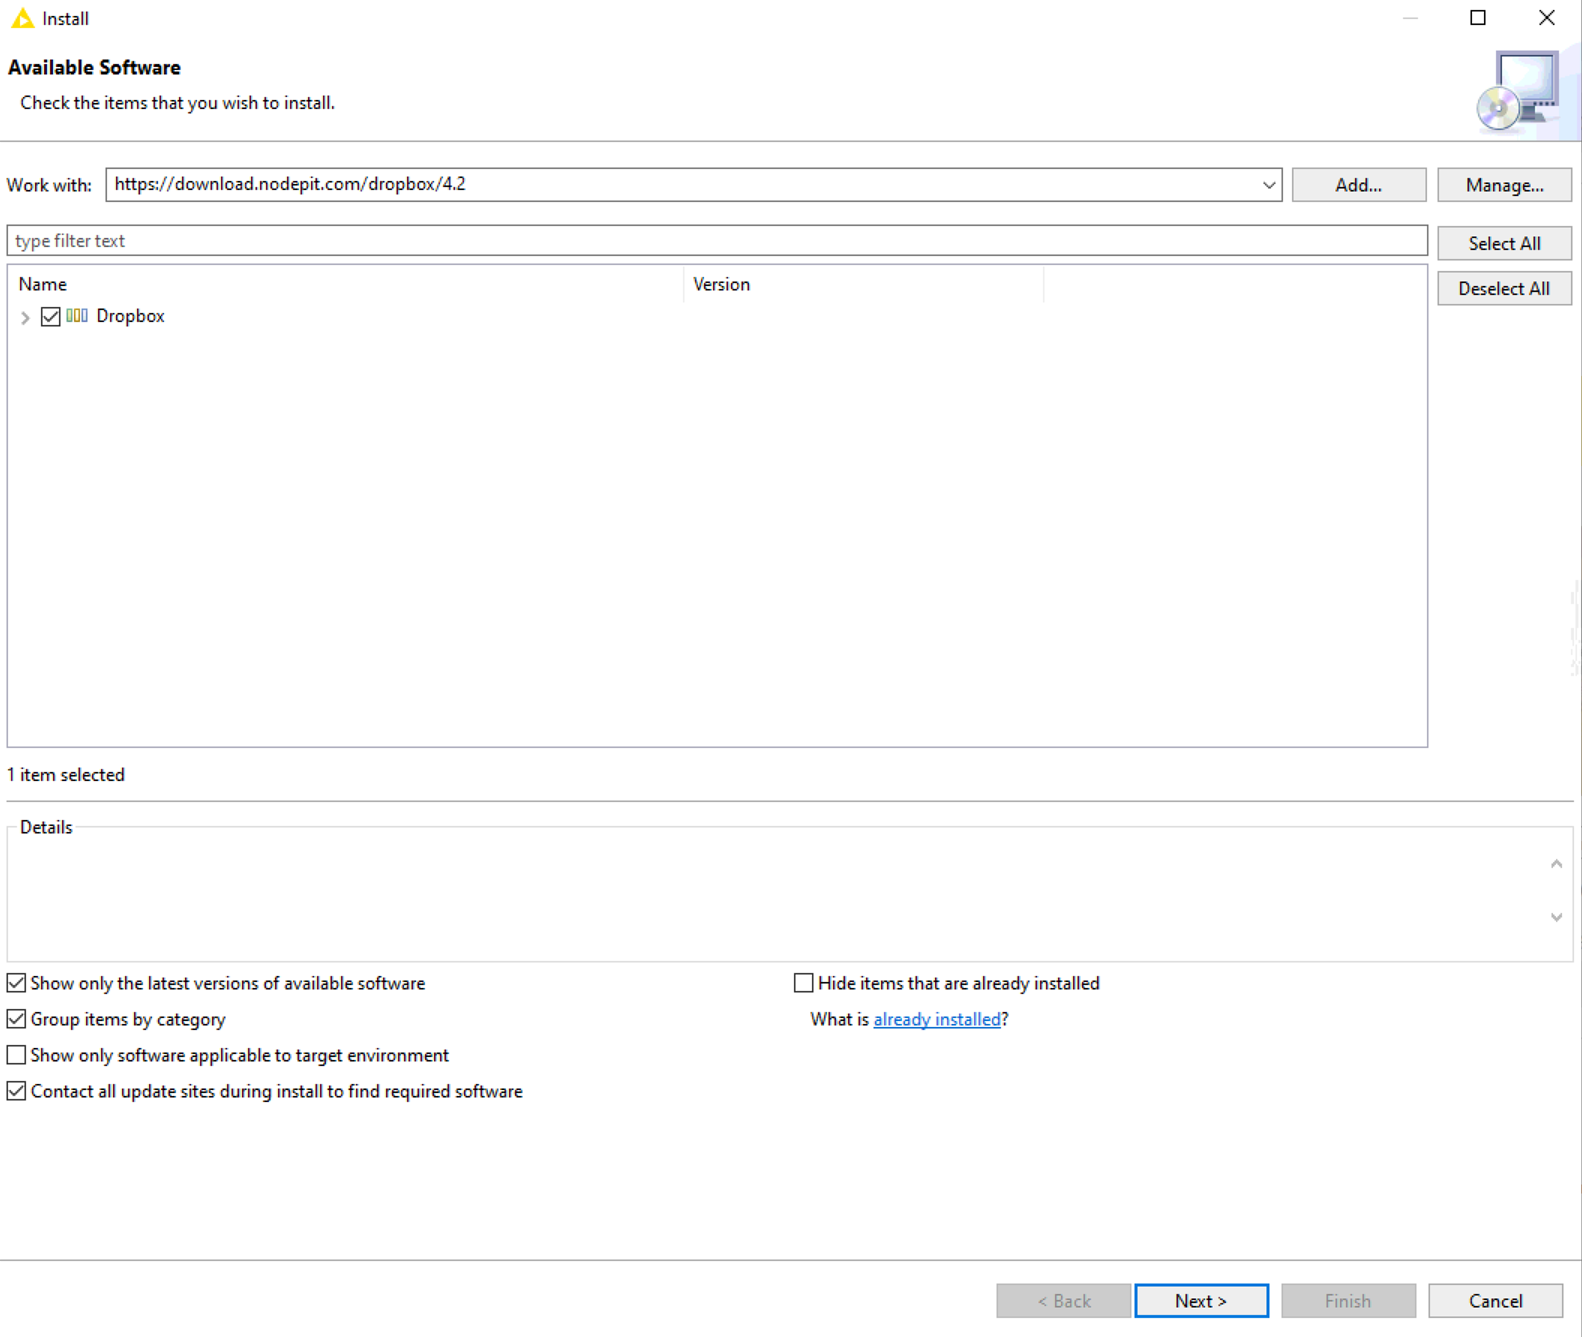 Install
Available Software
Check the items that you wish to install.
Work with: https://download.nodepit.com/dropbox/4.2 Add... Manage...
type filter text Select All
Deselect All
Name Version
Dropbox
1 item selected
Details
Show only the latest versions of available software Hide items that are already installed
Group items by category What is already installed?
Show only software applicable to target environment
Contact all update sites during install to find required software
< Back Next > Finish Cancel